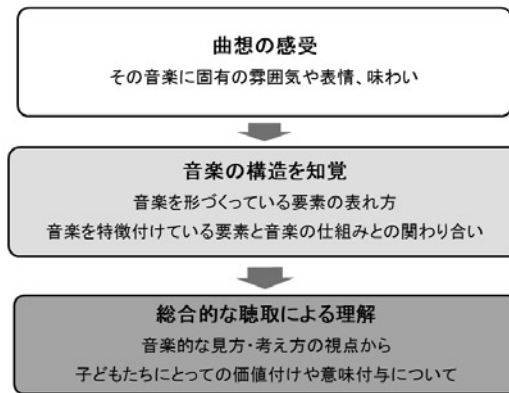 曲想の感受
その音楽に固有の雰囲気や表情、味わい
音楽の構造を知覚
音楽を形づくっている要素の表れ方
音楽を特徴付けている要素と音楽の仕組みとの関わり合い
総合的な聴取による理解
音楽的な見方・考え方の視点から
子どもたちにとっての価値付けや意味付与について